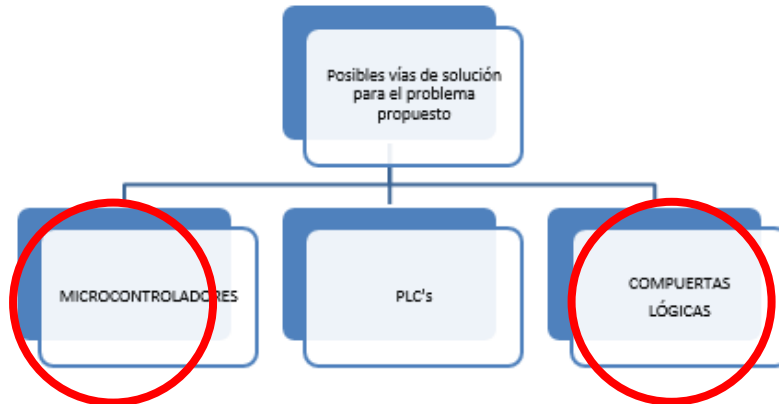 Posibles vías de solución
para el problema
propuesto
MICROCONTROLADORES
PLC's
COMPUERTAS
LÓGICAS